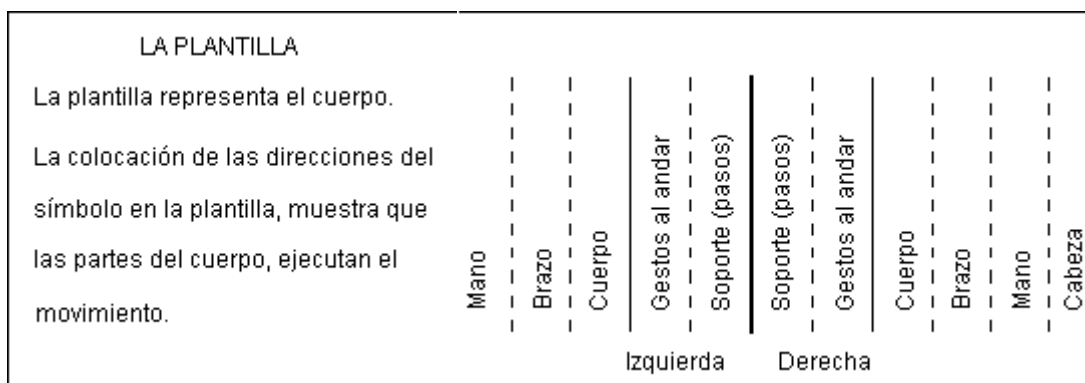 LA PLANTILLA
La plantilla representa el cuerpo.
La colocación de las direcciones del
símbolo en la plantilla, muestra que
las partes del cuerpo, ejecutan el
movimiento.
Mano
Brazo
Cuerpo
Gestos al andar
Soporte (pasos)
Soporte (pasos)
Gestos al andar
Cuerpo
Brazo
Mano
Cabeza
Izquierda
Derecha